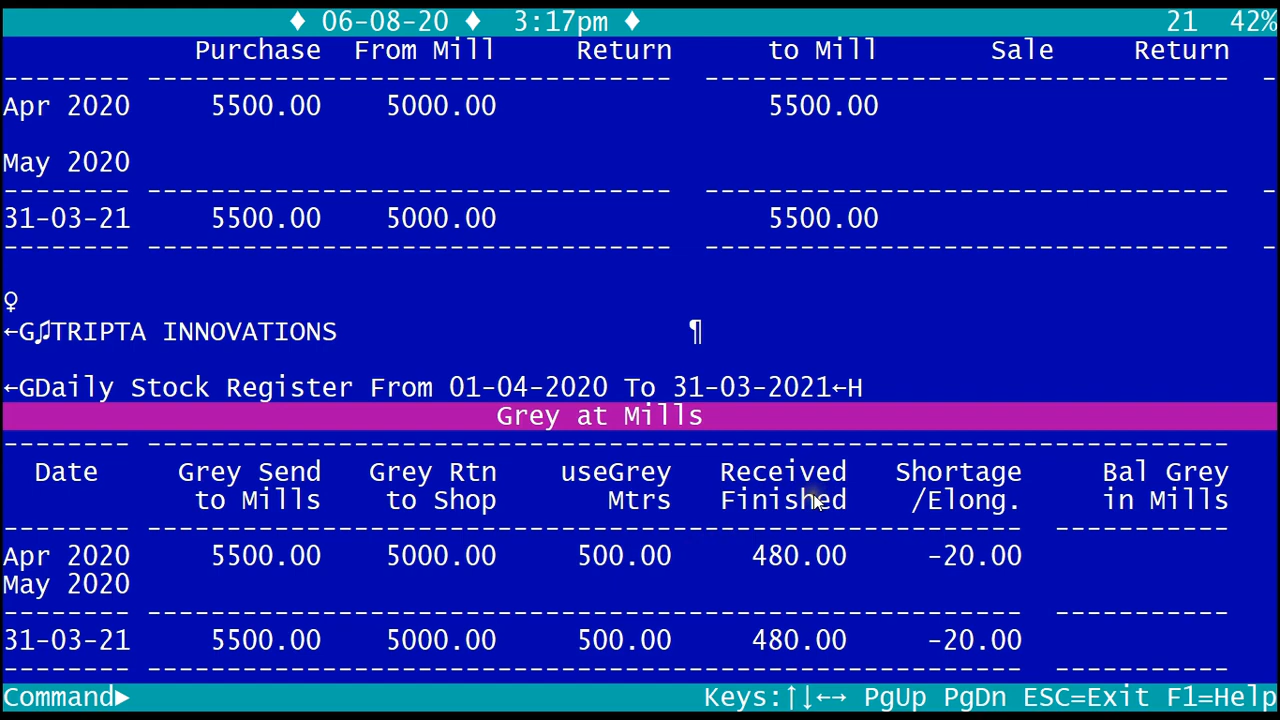 ♦ 06-08-20 ♦ 3:17pm ♦ 21 42%
Purchase From Mill Return to Mill Sale Return
-------- --------------------------------- --------------------------------- -
Apr 2020 5500.00 5000.00 5500.00
May 2020
-------- --------------------------------- --------------------------------- -
31-03-21 5500.00 5000.00 5500.00
-------- --------------------------------- --------------------------------- -
♀
←G♫TRIPTA INNOVATIONS ¶
←GDaily Stock Register From 01-04-2020 To 31-03-2021←H
Grey at Mills
-------- --------------------------------------------------------------------
Date Grey Send Grey Rtn useGrey Received Shortage Bal Grey
to Mills to Shop Mtrs Finished /Elong. in Mills
-------- ------------------------------------------------------- -----------
Apr 2020 5500.00 5000.00 500.00 480.00 -20.00
May 2020
-------- ------------------------------------------------------- -----------
31-03-21 5500.00 5000.00 500.00 480.00 -20.00
-------- ------------------------------------------------------- -----------
Command► Keys:↑↓←→ PgUp PgDn ESC=Exit F1=Help